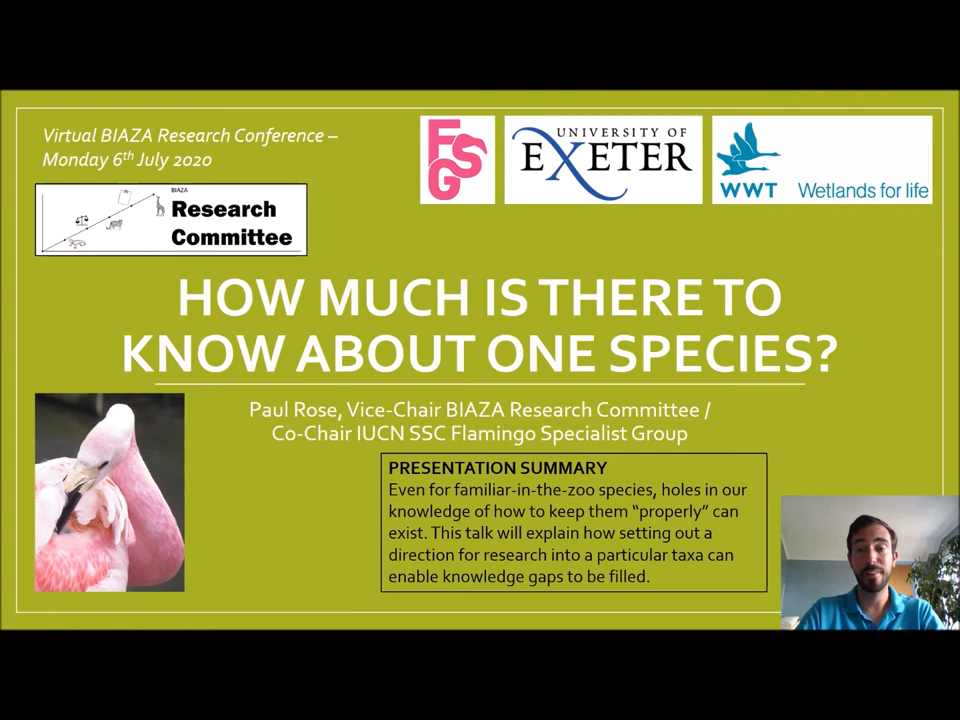 Virtual BIAZA Research Conference –
Monday 6th July 2020
BIAZA
Research
Committee
FSG
UNIVERSITY OF
EXETER
WWT Wetlands for life
HOW MUCH IS THERE TO
KNOW ABOUT ONE SPECIES?
Paul Rose, Vice-Chair BIAZA Research Committee /
Co-Chair IUCN SSC Flamingo Specialist Group
PRESENTATION SUMMARY
Even for familiar-in-the-zoo species, holes in our
knowledge of how to keep them “properly” can
exist. This talk will explain how setting out a
direction for research into a particular taxa can
enable knowledge gaps to be filled.